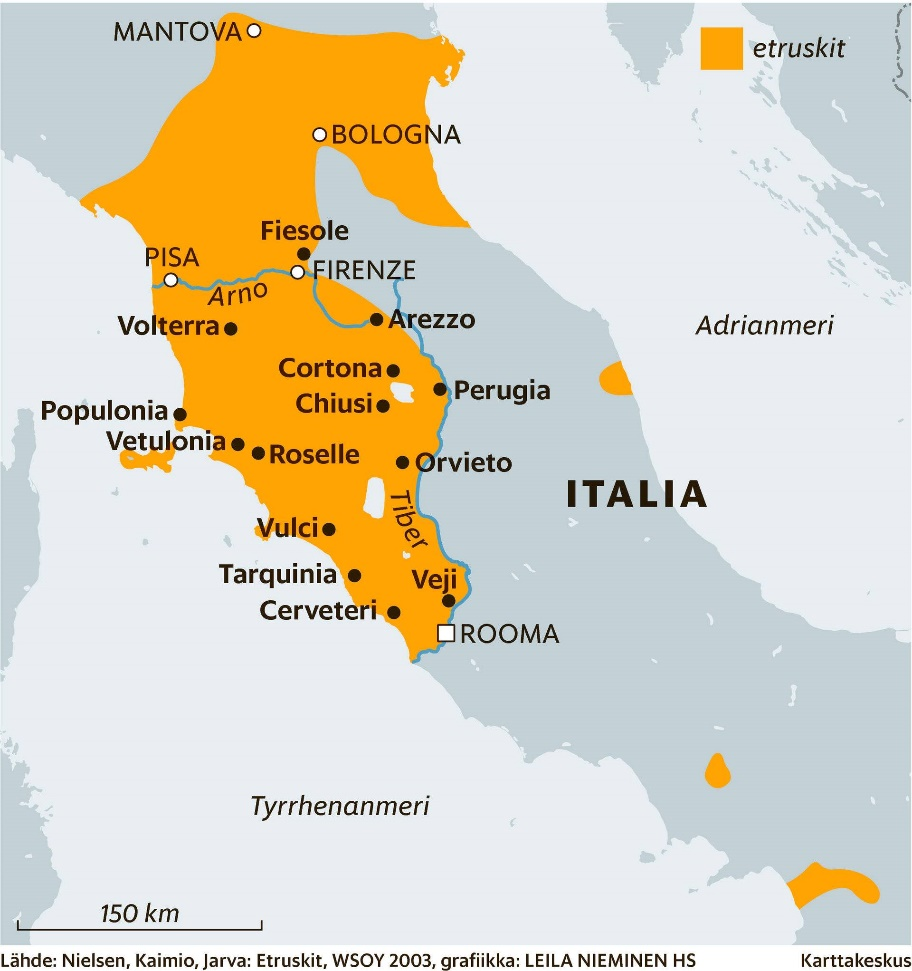 MANTOVA
etruskit
BOLOGNA
Fiesole
PISA
FIRENZE
Arno
Volterra
Arezzo
Adrianmeri
Cortona
Perugia
Chiusi
Populonia
Vetulonia
Roselle
Orvieto
ITALIA
Tiber
Vulci
Tarquinia
Veji
Cerveteri
ROOMA
Tyrrhenanmeri
150 km
Lähde: Nielsen, Kaimio, Jarva: Etruskit, WSOY 2003, grafiikka: LEILA NIEMINEN HS
Karttakeskus